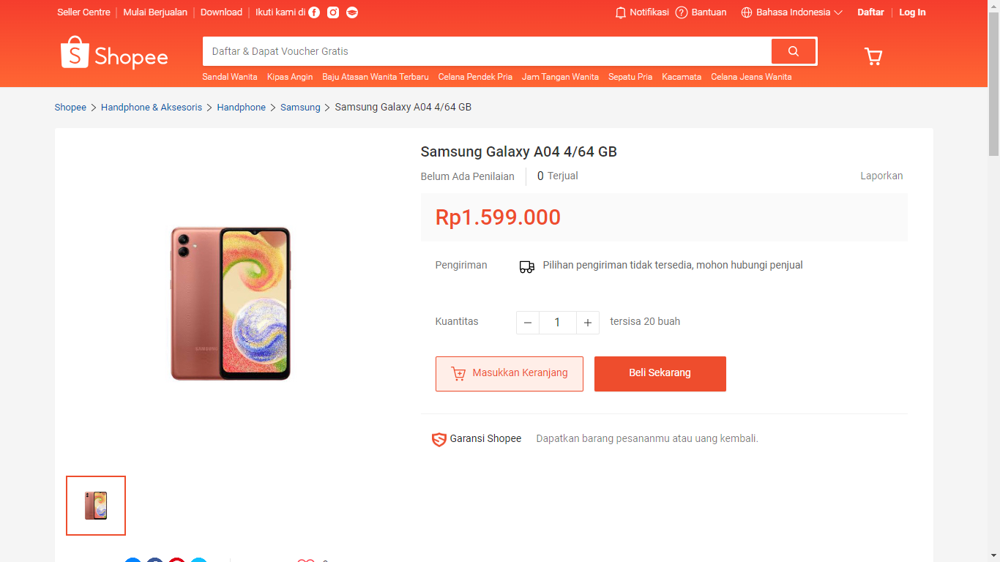 Seller Centre Mulai Berjualan Download Ikuti kami di Notifikasi Bantuan Bahasa Indonesia Daftar Log In
Shopee
Daftar & Dapat Voucher Gratis
Sandal Wanita Kipas Angin Baju Atasan Wanita Terbaru Celana Pendek Pria Jam Tangan Wanita Sepatu Pria Kacamata Celana Jeans Wanita
Shopee > Handphone & Aksesoris > Handphone > Samsung > Samsung Galaxy A04 4/64 GB
Samsung Galaxy A04 4/64 GB
Belum Ada Penilaian 0 Terjual Laporkan
Rp1.599.000
Pengiriman Pilihan pengiriman tidak tersedia, mohon hubungi penjual
Kuantitas − 1 + tersisa 20 buah
Masukkan Keranjang Beli Sekarang
Garansi Shopee Dapatkan barang pesananmu atau uang kembali.
SAMSUNG